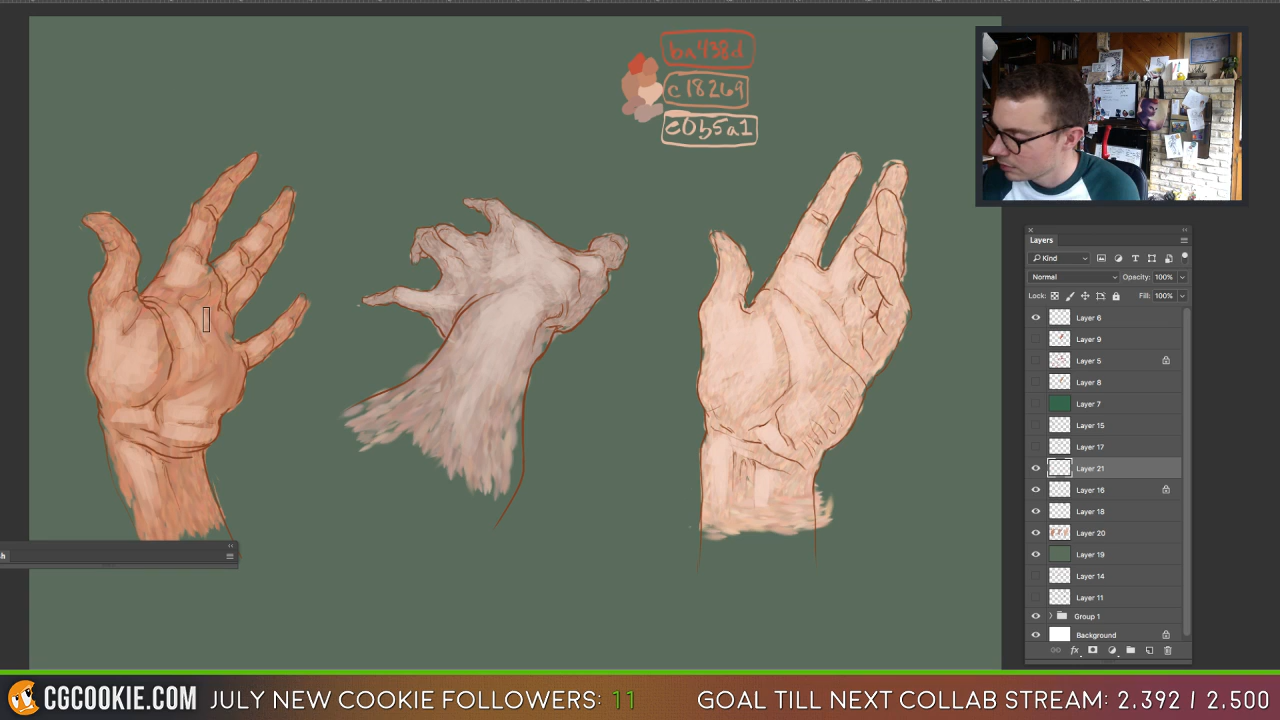 ba438d
c18269
e0b5a1
Layers
Kind
Normal
Opacity: 100%
Lock:
Fill: 100%
Layer 6
Layer 9
Layer 5
Layer 8
Layer 7
Layer 15
Layer 17
Layer 21
Layer 16
Layer 18
Layer 20
Layer 19
Layer 14
Layer 11
Group 1
Background
fx
h
CGCOOKIE.COM JULY NEW COOKIE FOLLOWERS: 11 GOAL TILL NEXT COLLAB STREAM: 2.392 / 2.500